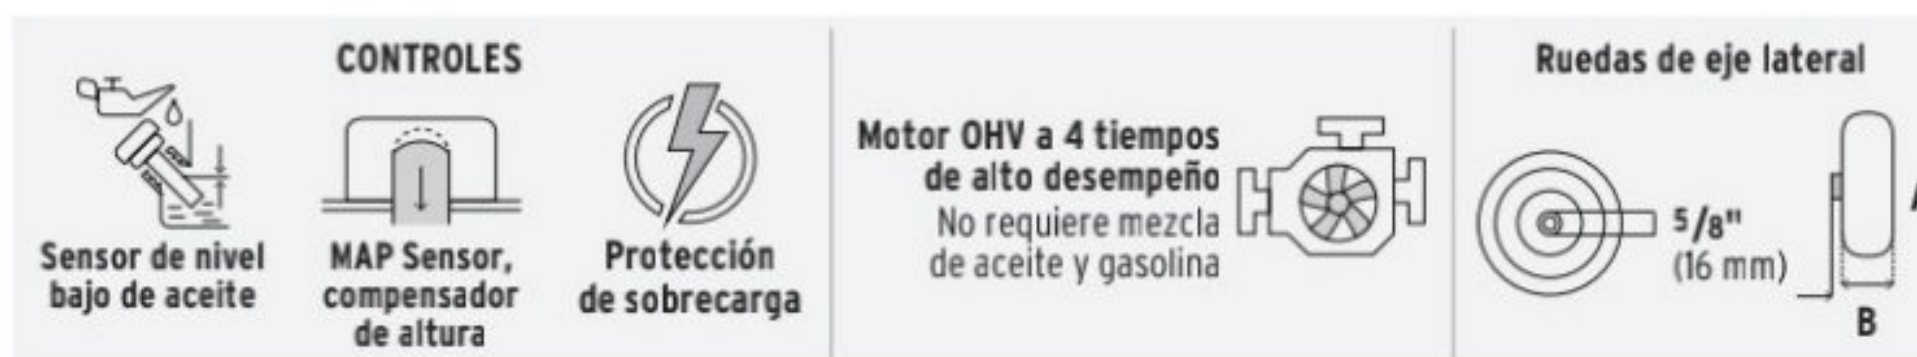 CONTROLES
Sensor de nivel
bajo de aceite
MAP Sensor,
compensador
de altura
Protección
de sobrecarga
Motor OHV a 4 tiempos
de alto desempeño
No requiere mezcla
de aceite y gasolina
Ruedas de eje lateral
5/8"
(16 mm)
A
B